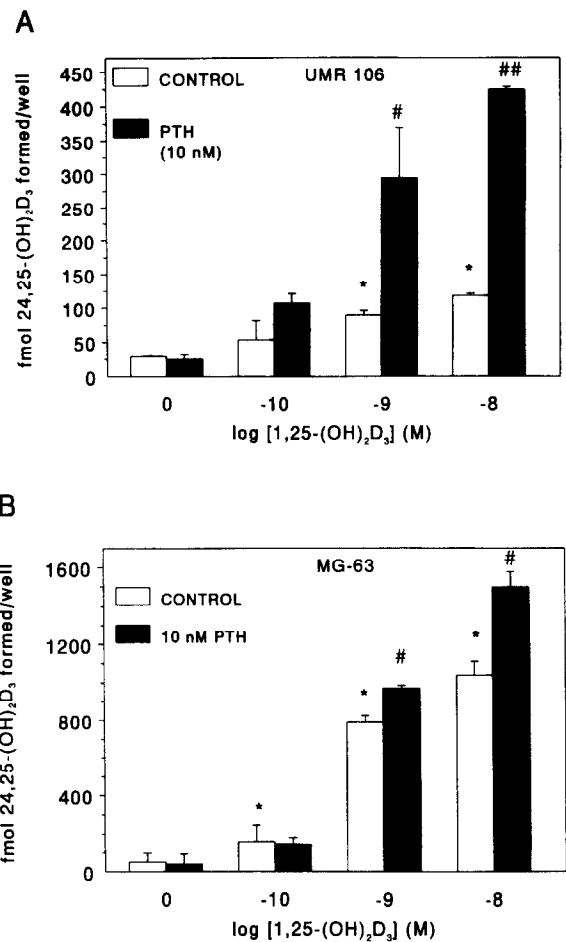 A
fmol 24,25-(OH)₂D₃ formed/well
450
400
350
300
250
200
150
100
50
0
CONTROL
PTH
(10 nM)
UMR 106
*
#
*
##
0 -10 -9 -8
log [1,25-(OH)₂D₃] (M)
B
fmol 24,25-(OH)₂D₃ formed/well
1600
1200
800
400
0
MG-63
CONTROL
10 nM PTH
*
*
#
*
#
0 -10 -9 -8
log [1,25-(OH)₂D₃] (M)